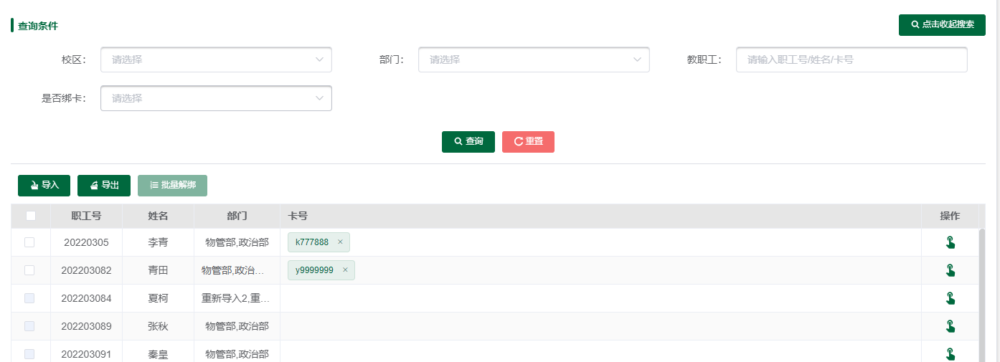 查询条件
点击收起搜索
校区： 请选择 部门： 请选择 教职工： 请输入职工号/姓名/卡号
是否绑卡： 请选择
查询 重置
导入 导出 批量解绑
职工号 姓名 部门 卡号 操作
20220305 李青 物管部,政治部 k777888 ×
202203082 青田 物管部,政治... y9999999 ×
202203084 夏柯 重新导入2,重...
202203089 张秋 物管部,政治部
202203091 秦皇 物管部,政治部